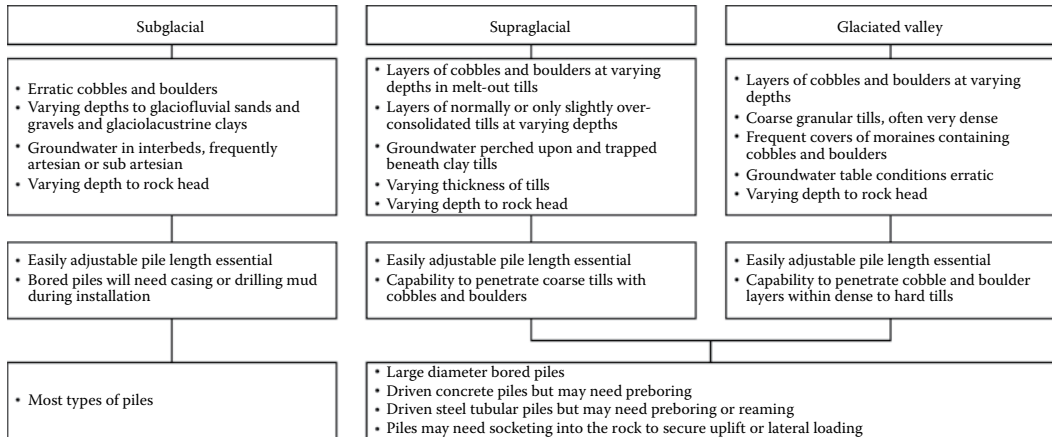 Subglacial
Supraglacial
Glaciated valley
• Erratic cobbles and boulders
• Varying depths to glaciofluvial sands and
gravels and glaciolacustrine clays
• Groundwater in interbeds, frequently
artesian or sub artesian
• Varying depth to rock head
• Layers of cobbles and boulders at varying
depths in melt-out tills
• Layers of normally or only slightly over-
consolidated tills at varying depths
• Groundwater perched upon and trapped
beneath clay tills
• Varying thickness of tills
• Varying depth to rock head
• Layers of cobbles and boulders at varying
depths
• Coarse granular tills, often very dense
• Frequent covers of moraines containing
cobbles and boulders
• Groundwater table conditions erratic
• Varying depth to rock head
• Easily adjustable pile length essential
• Bored piles will need casing or drilling mud
during installation
• Easily adjustable pile length essential
• Capability to penetrate coarse tills with
cobbles and boulders
• Easily adjustable pile length essential
• Capability to penetrate cobble and boulder
layers within dense to hard tills
• Most types of piles
• Large diameter bored piles
• Driven concrete piles but may need preboring
• Driven steel tubular piles but may need preboring or reaming
• Piles may need socketing into the rock to secure uplift or lateral loading